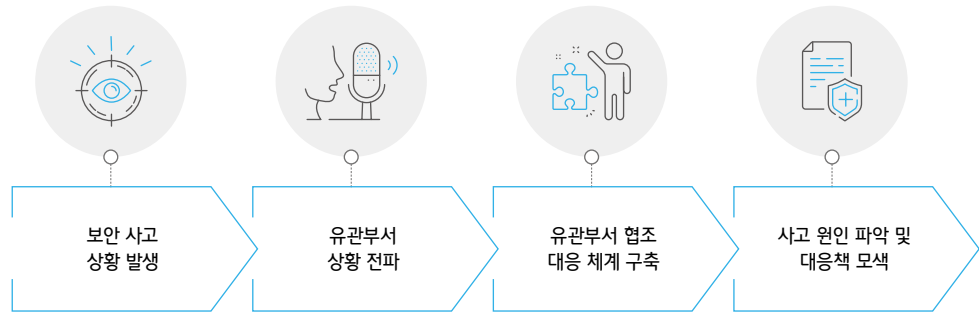 보안 사고
상황 발생
유관부서
상황 전파
유관부서 협조
대응 체계 구축
사고 원인 파악 및
대응책 모색